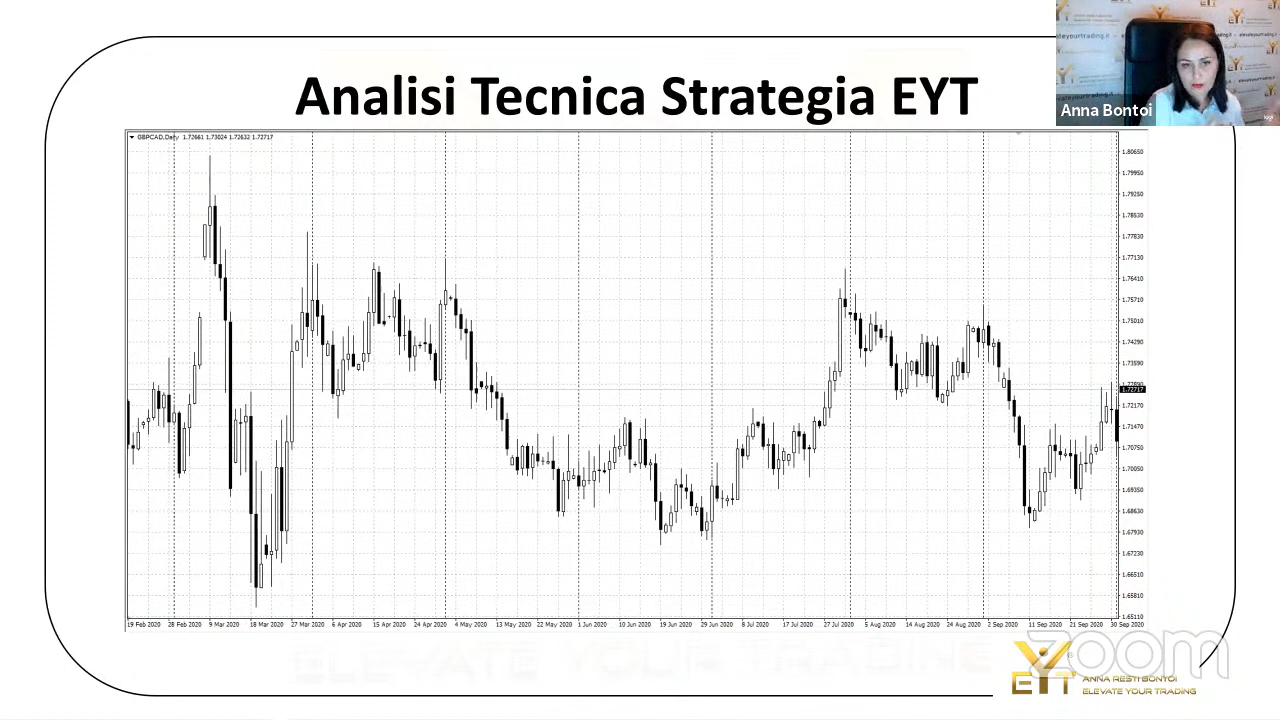 Analisi Tecnica Strategia EYT
Anna Bontoi
GBPCAD,Daily 1.72661 1.73024 1.72632 1.72717
1.80650
1.79950
1.79250
1.78530
1.77830
1.77130
1.76410
1.75710
1.75010
1.74290
1.73590
1.72717
1.72170
1.71470
1.70750
1.70050
1.69350
1.68630
1.67930
1.67230
1.66510
1.65810
1.65110
19 Feb 2020 28 Feb 2020 9 Mar 2020 18 Mar 2020 27 Mar 2020 6 Apr 2020 15 Apr 2020 24 Apr 2020 4 May 2020 13 May 2020 22 May 2020 1 Jun 2020 10 Jun 2020 19 Jun 2020 29 Jun 2020 8 Jul 2020 17 Jul 2020 27 Jul 2020 5 Aug 2020 14 Aug 2020 24 Aug 2020 2 Sep 2020 11 Sep 2020 21 Sep 2020 30 Sep 2020
ELEVATE YOUR TRADING
zoom
EYT
ANNA RESTI BONTOI
ELEVATE YOUR TRADING